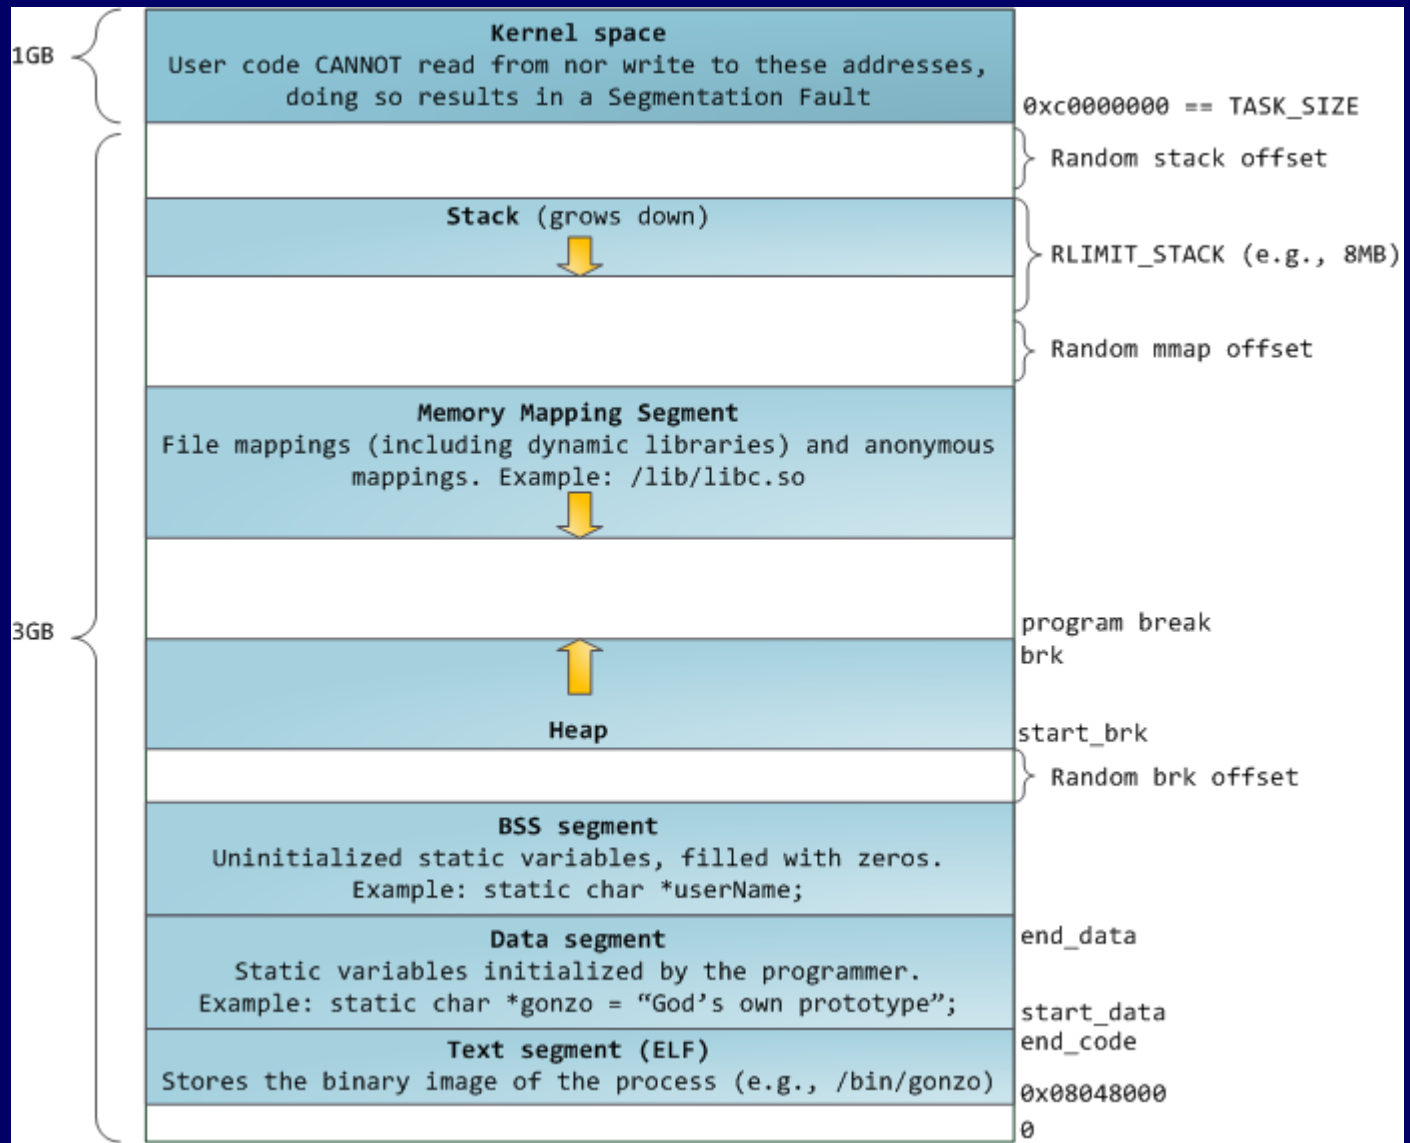 1GB
Kernel space
User code CANNOT read from nor write to these addresses,
doing so results in a Segmentation Fault
0xc0000000 == TASK_SIZE
Random stack offset
Stack (grows down)
RLIMIT_STACK (e.g., 8MB)
Random mmap offset
Memory Mapping Segment
File mappings (including dynamic libraries) and anonymous
mappings. Example: /lib/libc.so
3GB
program break
brk
Heap
start_brk
Random brk offset
BSS segment
Uninitialized static variables, filled with zeros.
Example: static char *userName;
Data segment
end_data
Static variables initialized by the programmer.
Example: static char *gonzo = “God’s own prototype”;
start_data
end_code
Text segment (ELF)
Stores the binary image of the process (e.g., /bin/gonzo)
0x08048000
0